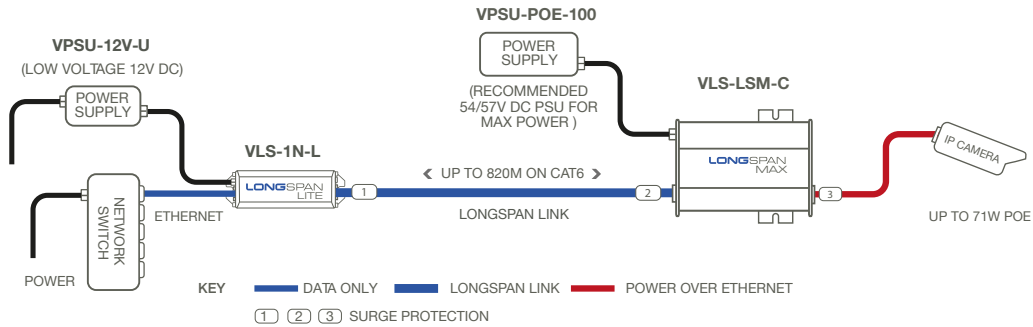 VPSU-12V-U
(LOW VOLTAGE 12V DC)
POWER
SUPPLY
VPSU-POE-100
POWER
SUPPLY
(RECOMMENDED
54/57V DC PSU FOR
MAX POWER )
VLS-LSM-C
VLS-1N-L
LONGSPAN
LITE
1
< UP TO 820M ON CAT6 >
LONGSPAN LINK
2
LONGSPAN
MAX
3
IP CAMERA
UP TO 71W POE
NETWORK
SWITCH
ETHERNET
POWER
KEY
DATA ONLY
LONGSPAN LINK
POWER OVER ETHERNET
1 2 3 SURGE PROTECTION